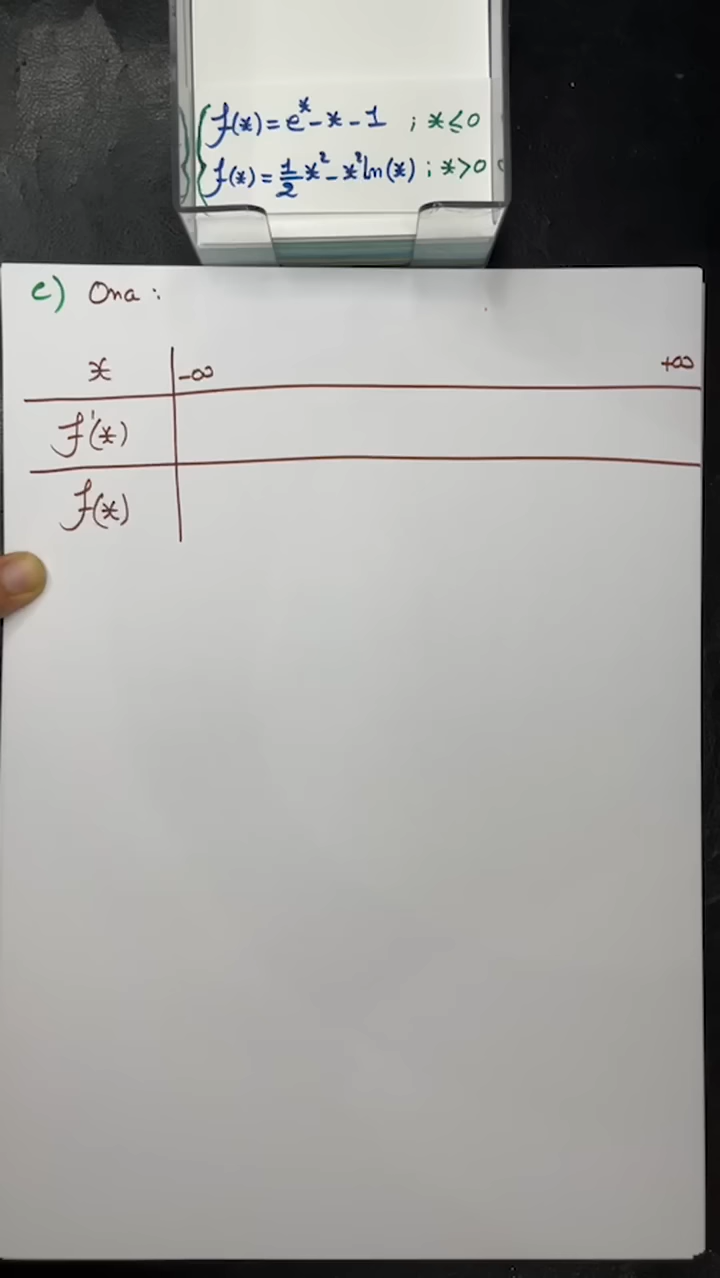 { f(x) = e^x - x - 1 ; x ≤ 0
{ f(x) = 1/2 x² - x² ln(x) ; x > 0
c) Ona :
x -∞ +∞
f'(x)
f(x)